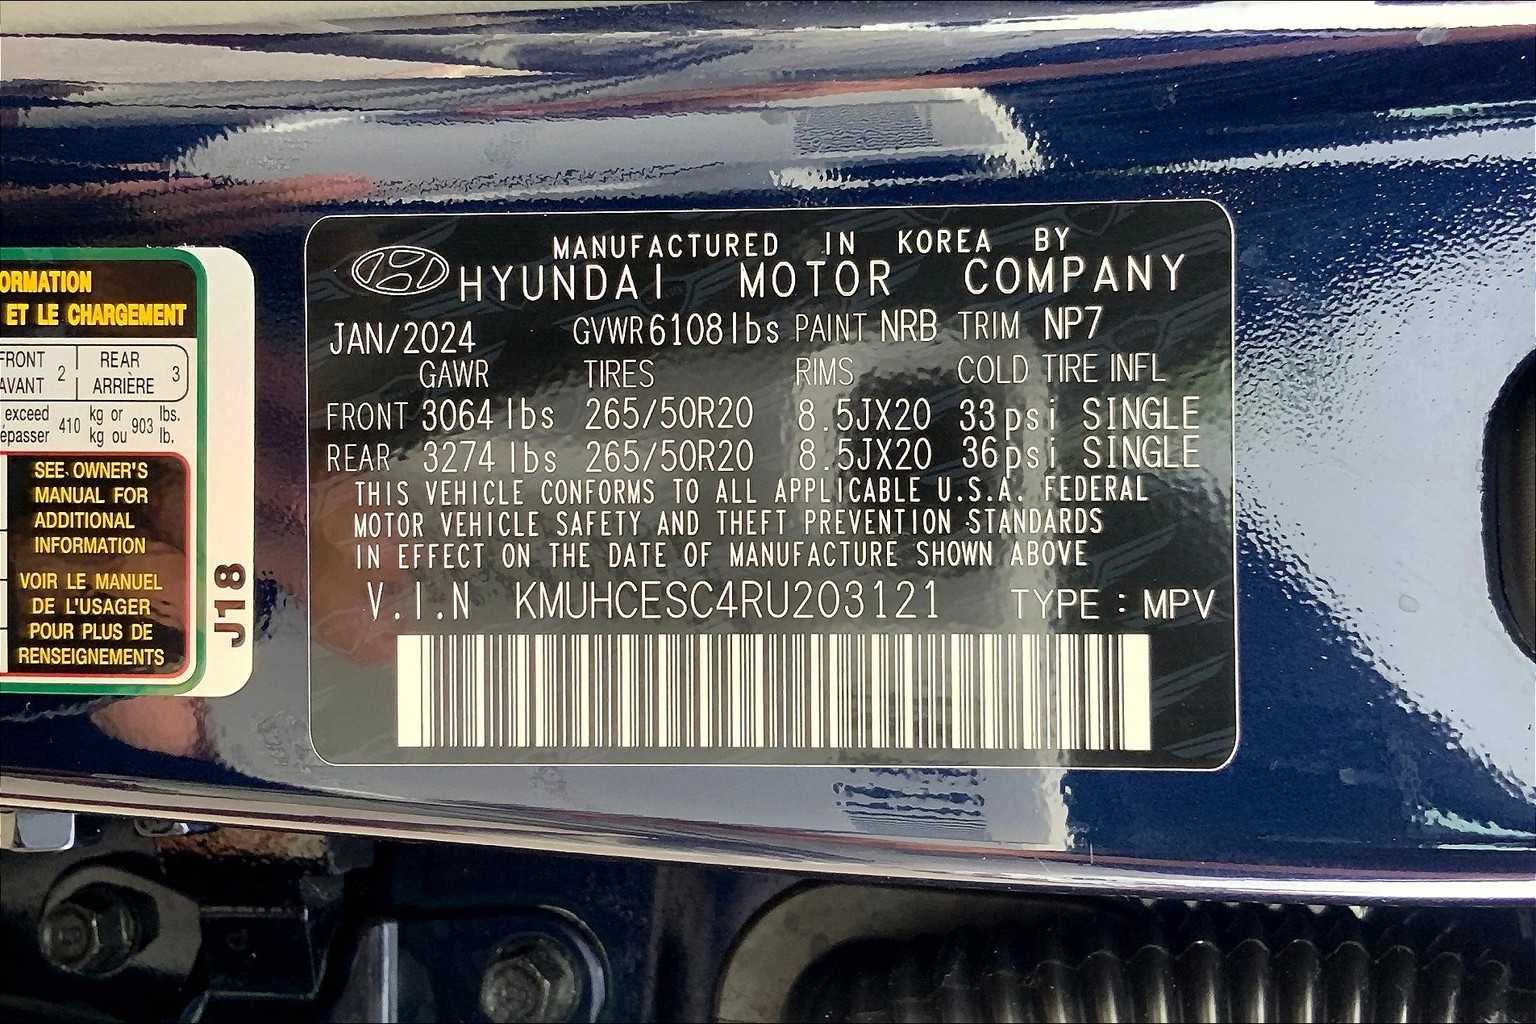 ORMATION
ET LE CHARGEMENT
FRONT 2 REAR 3
AVANT ARRIÈRE
exceed 410 kg or 903 lbs.
épasser kg ou lb.
SEE OWNER'S
MANUAL FOR
ADDITIONAL
INFORMATION
VOIR LE MANUEL
DE L'USAGER
POUR PLUS DE
RENSEIGNEMENTS
J18
MANUFACTURED IN KOREA BY
HYUNDAI MOTOR COMPANY
JAN/2024 GVWR 6108lbs PAINT NRB TRIM NP7
GAWR TIRES RIMS COLD TIRE INFL
FRONT 3064 lbs 265/50R20 8.5JX20 33psi SINGLE
REAR 3274 lbs 265/50R20 8.5JX20 36psi SINGLE
THIS VEHICLE CONFORMS TO ALL APPLICABLE U.S.A. FEDERAL
MOTOR VEHICLE SAFETY AND THEFT PREVENTION STANDARDS
IN EFFECT ON THE DATE OF MANUFACTURE SHOWN ABOVE
V.I.N KMUHCESC4RU203121 TYPE : MPV